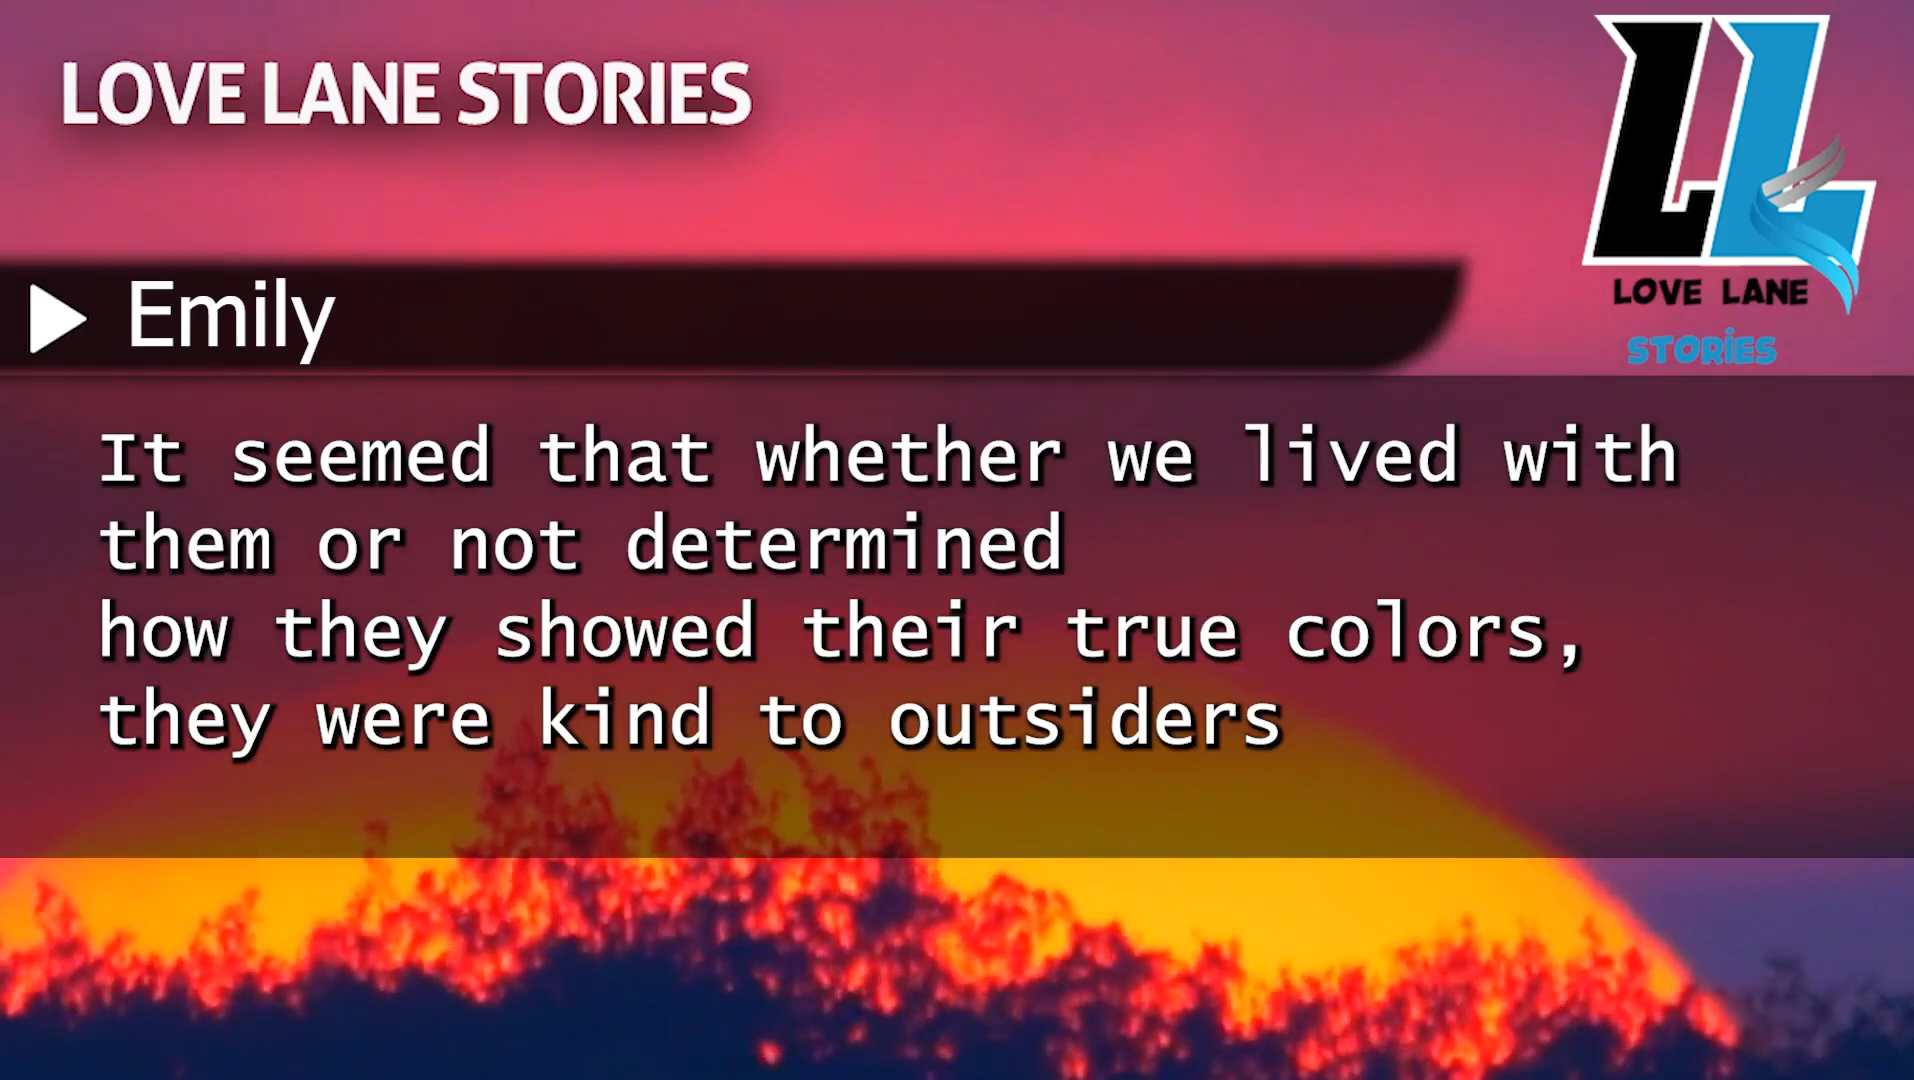 LOVE LANE STORIES
LL
LOVE LANE
STORIES
Emily
It seemed that whether we lived with
them or not determined
how they showed their true colors,
they were kind to outsiders